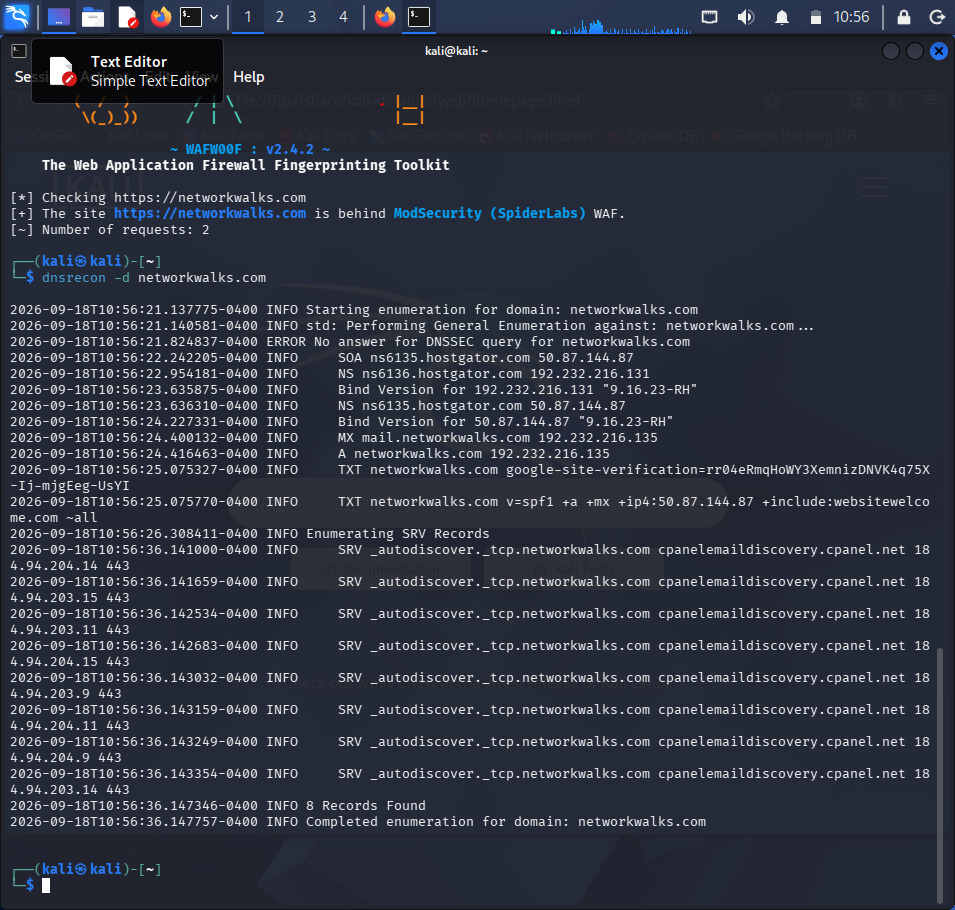 1 2 3 4 10:56
kali@kali: ~
Text Editor
Simple Text Editor
Help
file:///usr/share/kali-defaults/web/homepage.html
OffSec Kali Linux Kali Tools Kali Docs Kali Forums Kali NetHunter Exploit-DB Google Hacking DB
~ WAFW00F : v2.4.2 ~
The Web Application Firewall Fingerprinting Toolkit
[*] Checking https://networkwalks.com
[+] The site https://networkwalks.com is behind ModSecurity (SpiderLabs) WAF.
[~] Number of requests: 2
┌──(kali㉿kali)-[~]
└─$ dnsrecon -d networkwalks.com
2026-09-18T10:56:21.137775-0400 INFO Starting enumeration for domain: networkwalks.com
2026-09-18T10:56:21.140581-0400 INFO std: Performing General Enumeration against: networkwalks.com...
2026-09-18T10:56:21.824837-0400 ERROR No answer for DNSSEC query for networkwalks.com
2026-09-18T10:56:22.242205-0400 INFO SOA ns6135.hostgator.com 50.87.144.87
2026-09-18T10:56:22.954181-0400 INFO NS ns6136.hostgator.com 192.232.216.131
2026-09-18T10:56:23.635875-0400 INFO Bind Version for 192.232.216.131 "9.16.23-RH"
2026-09-18T10:56:23.636310-0400 INFO NS ns6135.hostgator.com 50.87.144.87
2026-09-18T10:56:24.227331-0400 INFO Bind Version for 50.87.144.87 "9.16.23-RH"
2026-09-18T10:56:24.400132-0400 INFO MX mail.networkwalks.com 192.232.216.135
2026-09-18T10:56:24.416463-0400 INFO A networkwalks.com 192.232.216.135
2026-09-18T10:56:25.075327-0400 INFO TXT networkwalks.com google-site-verification=rr04eRmqHoWY3XemnizDNVK4q75X
-Ij-mjgEeg-UsYI
2026-09-18T10:56:25.075770-0400 INFO TXT networkwalks.com v=spf1 +a +mx +ip4:50.87.144.87 +include:websitewelco
me.com ~all
2026-09-18T10:56:26.308411-0400 INFO Enumerating SRV Records
2026-09-18T10:56:36.141000-0400 INFO SRV _autodiscover._tcp.networkwalks.com cpanelemaildiscovery.cpanel.net 18
4.94.204.14 443
2026-09-18T10:56:36.141659-0400 INFO SRV _autodiscover._tcp.networkwalks.com cpanelemaildiscovery.cpanel.net 18
4.94.203.15 443
2026-09-18T10:56:36.142534-0400 INFO SRV _autodiscover._tcp.networkwalks.com cpanelemaildiscovery.cpanel.net 18
4.94.203.11 443
2026-09-18T10:56:36.142683-0400 INFO SRV _autodiscover._tcp.networkwalks.com cpanelemaildiscovery.cpanel.net 18
4.94.204.15 443
2026-09-18T10:56:36.143032-0400 INFO SRV _autodiscover._tcp.networkwalks.com cpanelemaildiscovery.cpanel.net 18
4.94.203.9 443
2026-09-18T10:56:36.143159-0400 INFO SRV _autodiscover._tcp.networkwalks.com cpanelemaildiscovery.cpanel.net 18
4.94.204.11 443
2026-09-18T10:56:36.143249-0400 INFO SRV _autodiscover._tcp.networkwalks.com cpanelemaildiscovery.cpanel.net 18
4.94.204.9 443
2026-09-18T10:56:36.143354-0400 INFO SRV _autodiscover._tcp.networkwalks.com cpanelemaildiscovery.cpanel.net 18
4.94.203.14 443
2026-09-18T10:56:36.147346-0400 INFO 8 Records Found
2026-09-18T10:56:36.147757-0400 INFO Completed enumeration for domain: networkwalks.com
┌──(kali㉿kali)-[~]
└─$